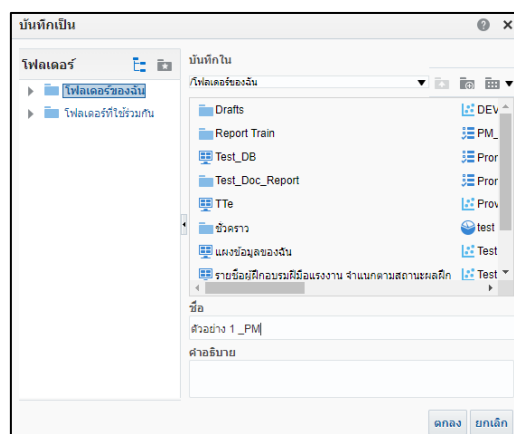 บันทึกเป็น
โฟลเดอร์
โฟลเดอร์ของฉัน
โฟลเดอร์ที่ใช้ร่วมกัน
บันทึกใน
/โฟลเดอร์ของฉัน
Drafts
Report Train
Test_DB
Test_Doc_Report
TTe
ชั่วคราว
แผงข้อมูลของฉัน
รายชื่อผู้ฝึกอบรมฝีมือแรงงาน จำแนกตามสถานะผลฝึก
DEV
PM_
Pror
Pror
Prov
test
Test
Test
ชื่อ
ตัวอย่าง 1 _PM
คำอธิบาย
ตกลง ยกเลิก